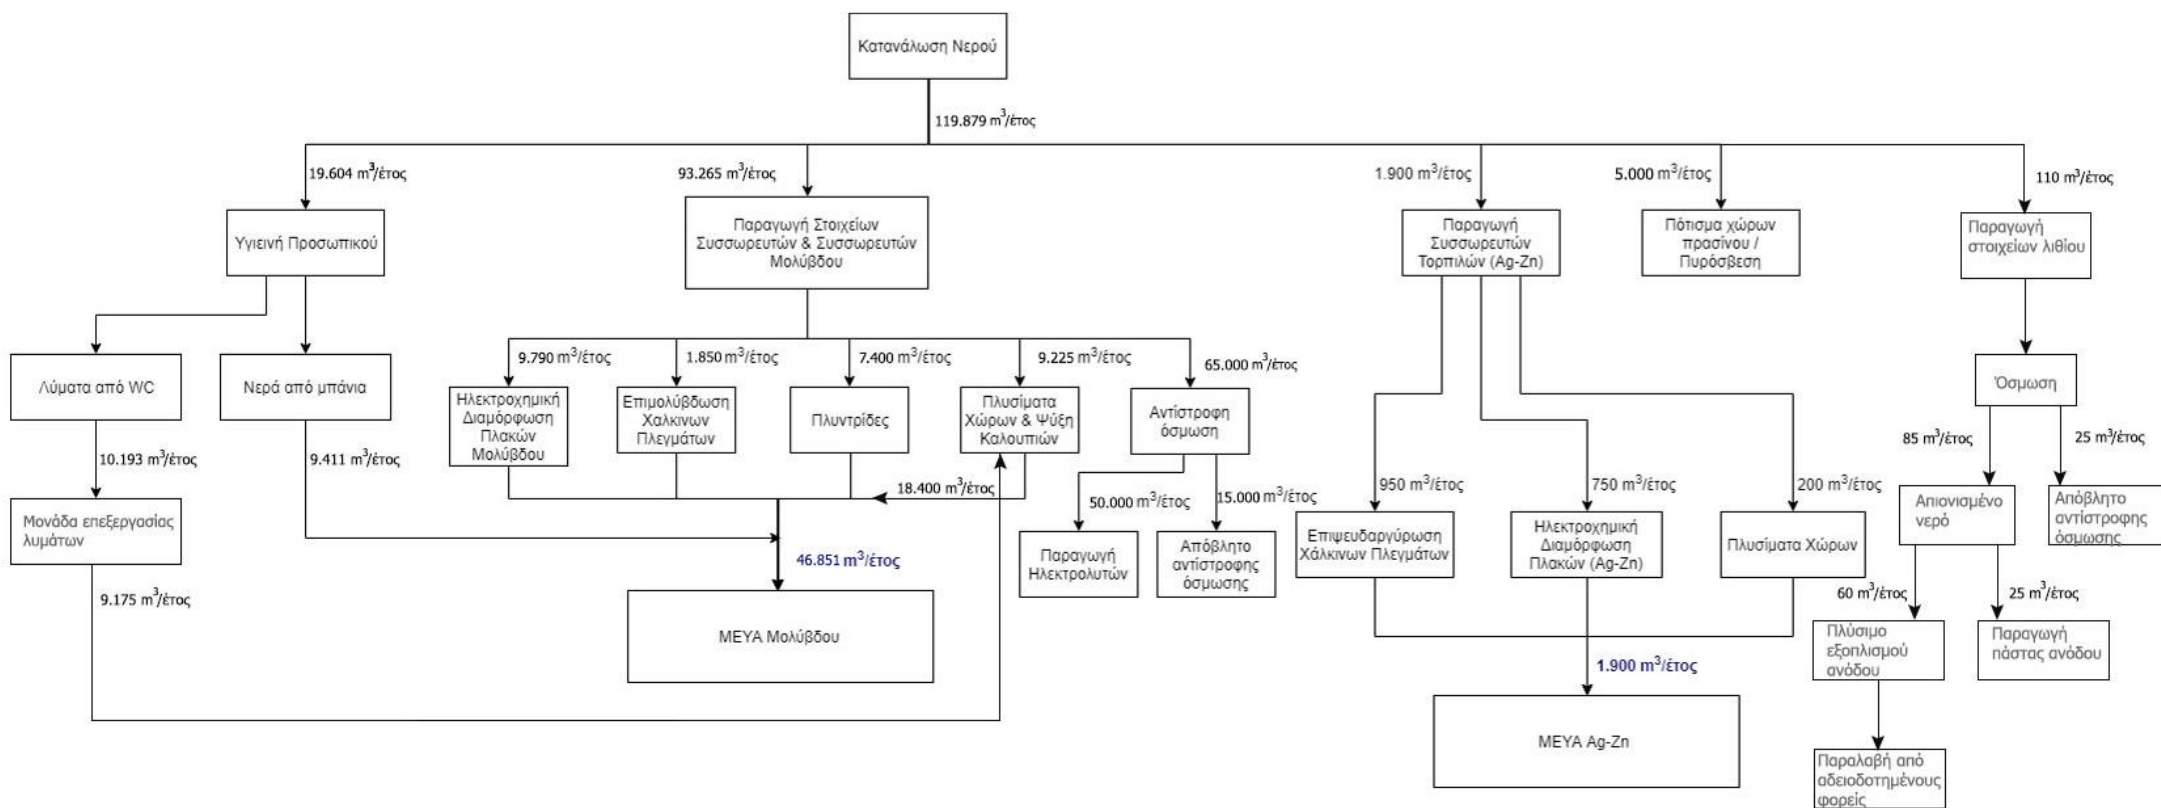 Κατανάλωση Νερού
119.879 m³/έτος
19.604 m³/έτος
93.265 m³/έτος
1.900 m³/έτος
5.000 m³/έτος
110 m³/έτος
Υγιεινή Προσωπικού
Παραγωγή Στοιχείων
Συσσωρευτών & Συσσωρευτών
Μολύβδου
Παραγωγή
Συσσωρευτών
Τορπιλών (Ag-Zn)
Πότισμα χώρων
πρασίνου /
Πυρόσβεση
Παραγωγή
στοιχείων λιθίου
9.790 m³/έτος
1.850 m³/έτος
7.400 m³/έτος
9.225 m³/έτος
65.000 m³/έτος
Λύματα από WC
Νερά από μπάνια
Ηλεκτροχημική
Διαμόρφωση
Πλακών
Μολύβδου
Επιμολύβδωση
Χαλκινων
Πλεγμάτων
Πλυντρίδες
Πλυσίματα
Χώρων & Ψύξη
Καλουπιών
Αντίστροφη
όσμωση
Όσμωση
10.193 m³/έτος
9.411 m³/έτος
18.400 m³/έτος
50.000 m³/έτος
15.000 m³/έτος
950 m³/έτος
750 m³/έτος
200 m³/έτος
85 m³/έτος
25 m³/έτος
Μονάδα επεξεργασίας
λυμάτων
Παραγωγή
Ηλεκτρολυτών
Απόβλητο
αντίστροφης
όσμωσης
Επιψευδαργύρωση
Χάλκινων Πλεγμάτων
Ηλεκτροχημική
Διαμόρφωση
Πλακών (Ag-Zn)
Πλυσίματα Χώρων
Απιονισμένο
νερό
Απόβλητο
αντίστροφης
όσμωσης
46.851 m³/έτος
9.175 m³/έτος
60 m³/έτος
25 m³/έτος
ΜΕΥΑ Μολύβδου
1.900 m³/έτος
Πλύσιμο
εξοπλισμού
ανόδου
Παραγωγή
πάστας ανόδου
ΜΕΥΑ Ag-Zn
Παραλαβή από
αδειοδοτημένους
φορείς